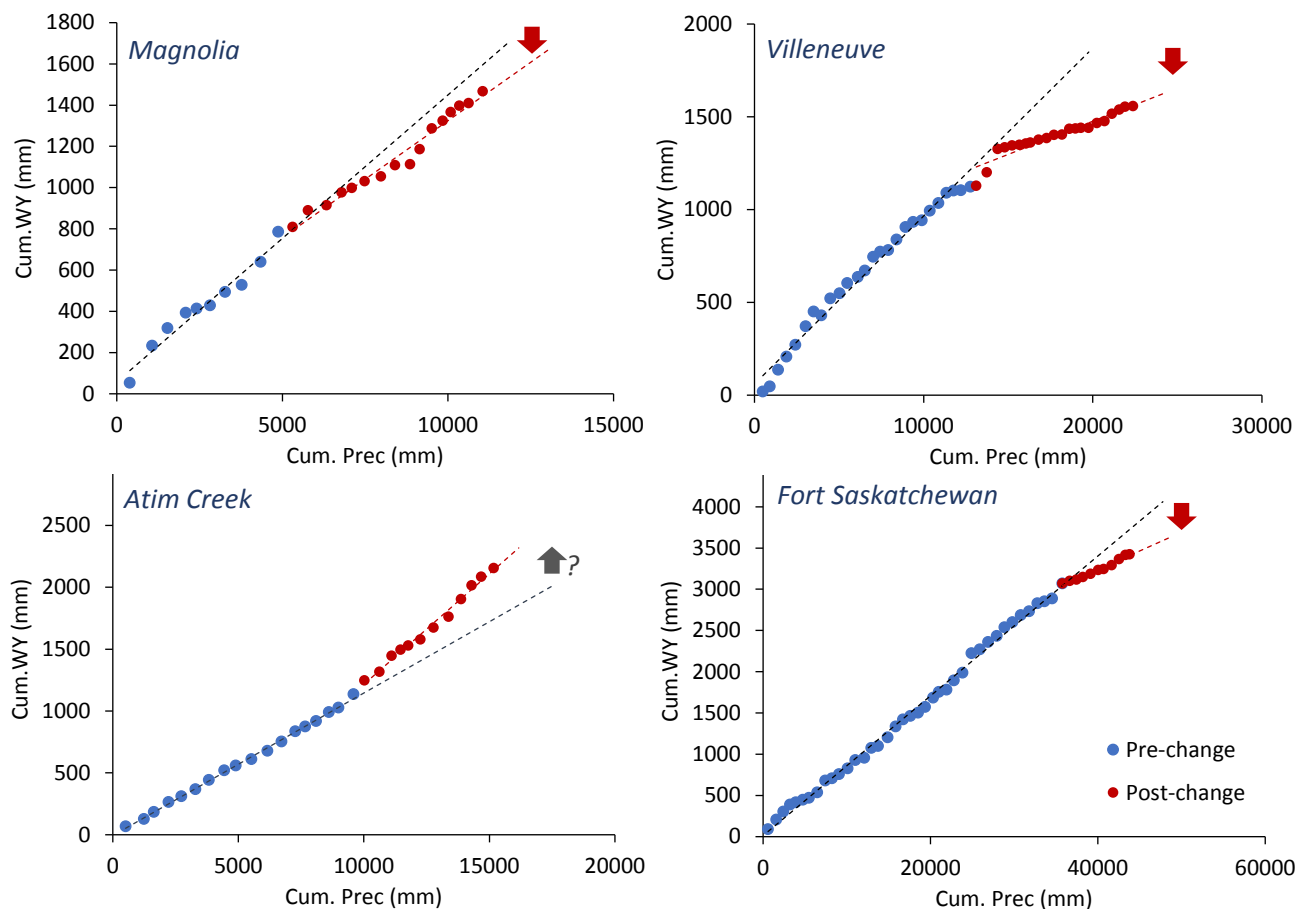 Magnolia
Cum.WY (mm)
1800
1600
1400
1200
1000
800
600
400
200
0
0 5000 10000 15000
Cum. Prec (mm)
Villeneuve
Cum.WY (mm)
2000
1500
1000
500
0
0 10000 20000 30000
Cum. Prec (mm)
Atim Creek
Cum.WY (mm)
2500
2000
1500
1000
500
0
?
0 5000 10000 15000 20000
Cum. Prec (mm)
Fort Saskatchewan
Cum.WY (mm)
4000
3500
3000
2500
2000
1500
1000
500
0
Pre-change
Post-change
0 20000 40000 60000
Cum. Prec (mm)